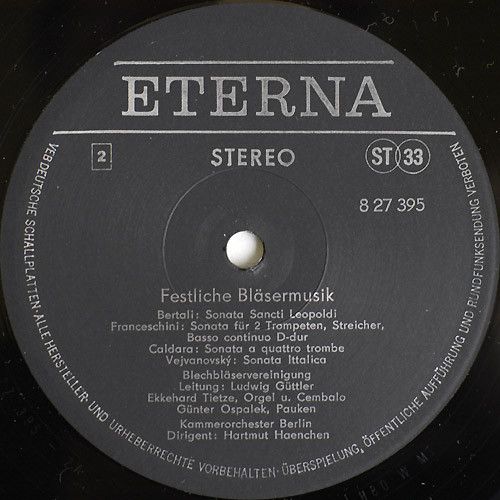 ETERNA
2
STEREO
ST 33
8 27 395
Festliche Bläsermusik
Bertali: Sonata Sancti Leopoldi
Franceschini: Sonata für 2 Trompeten, Streicher,
Basso continuo D-dur
Caldara: Sonata a quattro trombe
Vejvanovský: Sonata Ittalica
Blechbläservereinigung
Leitung: Ludwig Güttler
Ekkehard Tietze, Orgel u. Cembalo
Günter Ospalek, Pauken
Kammerorchester Berlin
Dirigent: Hartmut Haenchen
VEB DEUTSCHE SCHALLPLATTEN · ALLE HERSTELLER- UND URHEBERRECHTE VORBEHALTEN · ÜBERSPIELUNG, ÖFFENTLICHE AUFFÜHRUNG UND RUNDFUNKSENDUNG VERBOTEN